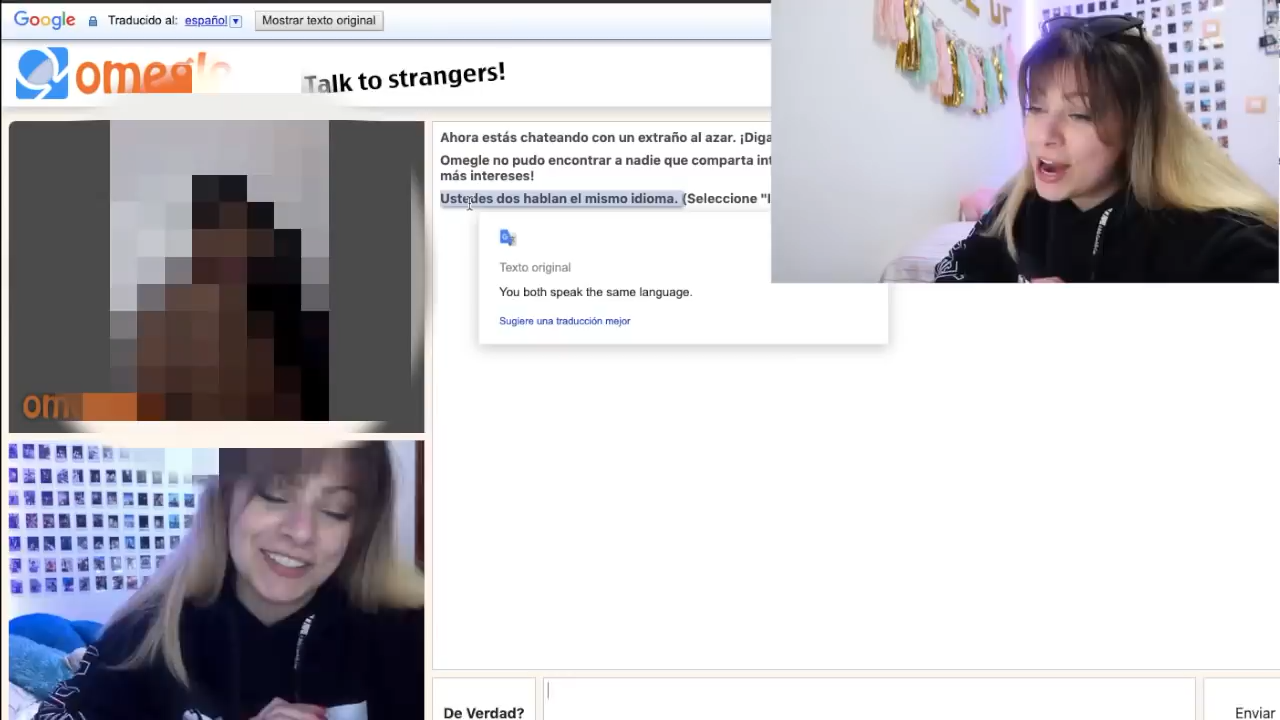 Google Traducido al: español Mostrar texto original
omegle
Talk to strangers!
Ahora estás chateando con un extraño al azar. ¡Diga
Omegle no pudo encontrar a nadie que comparta int
más intereses!
Ustedes dos hablan el mismo idioma. (Seleccione "I
Texto original
You both speak the same language.
Sugiere una traducción mejor
om
De Verdad?
Enviar